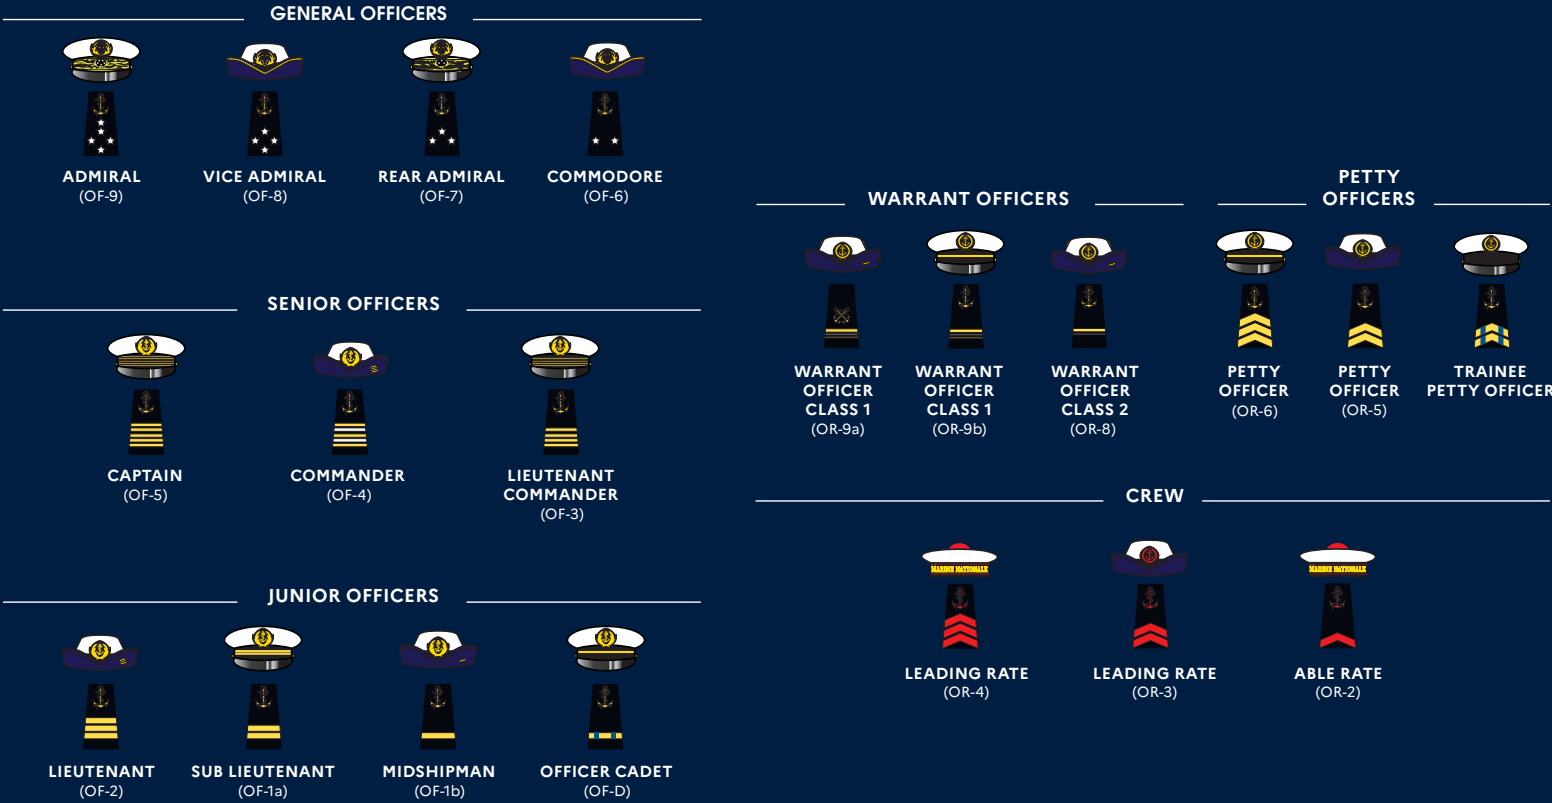 GENERAL OFFICERS
ADMIRAL
(OF-9)
VICE ADMIRAL
(OF-8)
REAR ADMIRAL
(OF-7)
COMMODORE
(OF-6)
SENIOR OFFICERS
CAPTAIN
(OF-5)
COMMANDER
(OF-4)
LIEUTENANT
COMMANDER
(OF-3)
JUNIOR OFFICERS
LIEUTENANT
(OF-2)
SUB LIEUTENANT
(OF-1a)
MIDSHIPMAN
(OF-1b)
OFFICER CADET
(OF-D)
WARRANT OFFICERS
WARRANT
OFFICER
CLASS 1
(OR-9a)
WARRANT
OFFICER
CLASS 1
(OR-9b)
WARRANT
OFFICER
CLASS 2
(OR-8)
PETTY
OFFICERS
PETTY
OFFICER
(OR-6)
PETTY
OFFICER
(OR-5)
TRAINEE
PETTY OFFICER
CREW
MARINE NATIONALE
LEADING RATE
(OR-4)
LEADING RATE
(OR-3)
MARINE NATIONALE
ABLE RATE
(OR-2)